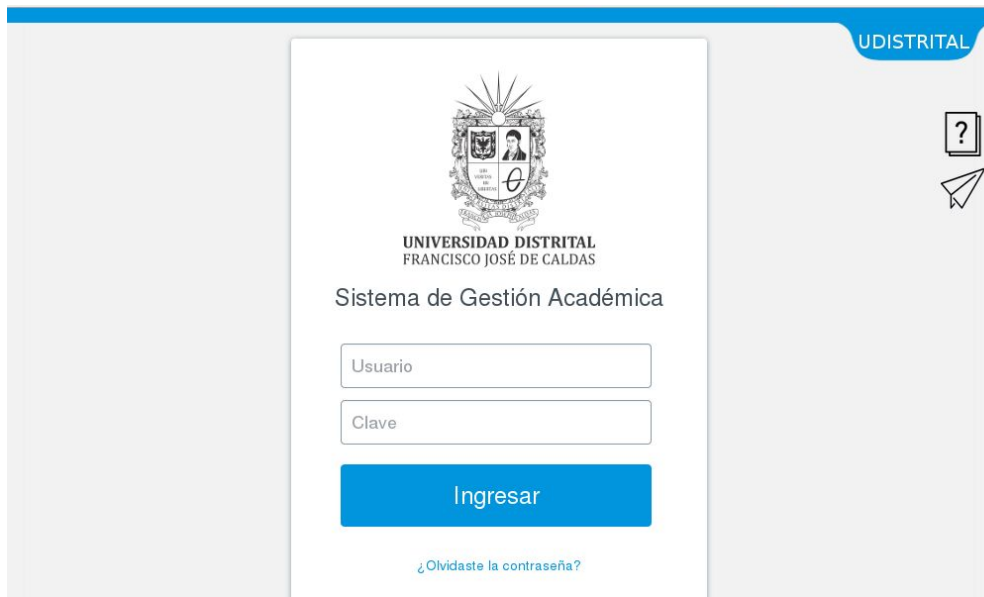 UDISTRITAL
?
UNIVERSIDAD DISTRITAL
FRANCISCO JOSÉ DE CALDAS
Sistema de Gestión Académica
Usuario
Clave
Ingresar
¿Olvidaste la contraseña?